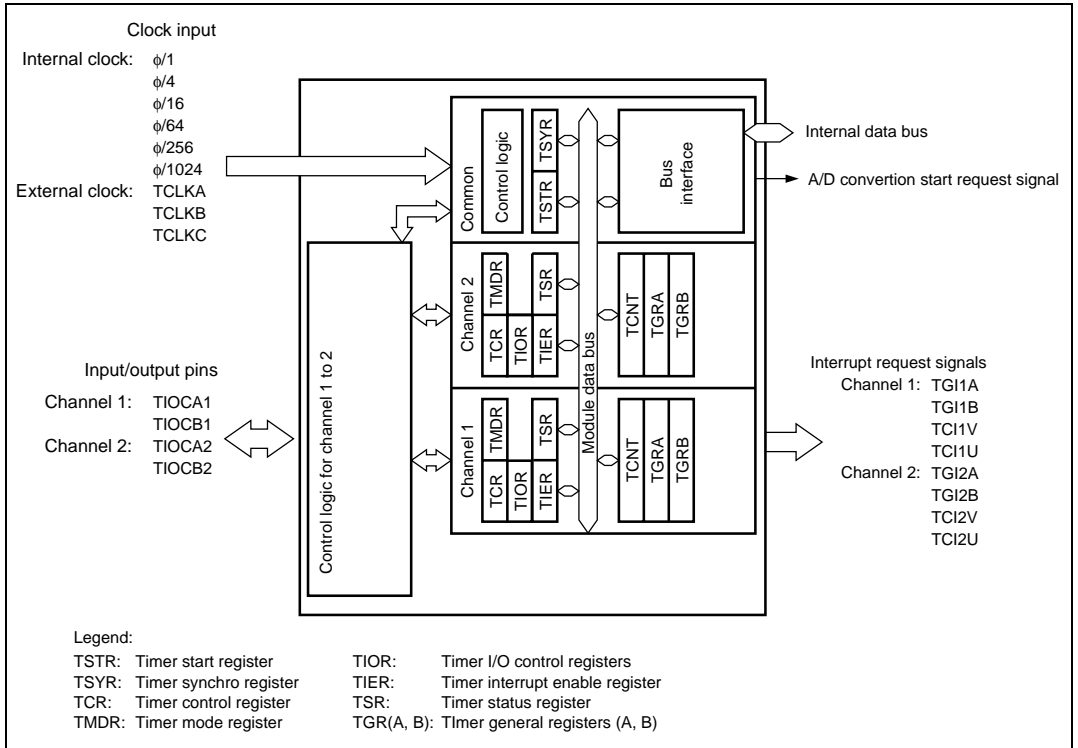 Clock input
Internal clock: ϕ/1
ϕ/4
ϕ/16
ϕ/64
ϕ/256
ϕ/1024
External clock: TCLKA
TCLKB
TCLKC
Input/output pins
Channel 1: TIOCA1
TIOCB1
Channel 2: TIOCA2
TIOCB2
Control logic for channel 1 to 2
Common
Control logic
TSYR
TSTR
Bus
interface
Channel 2
TMDR
TSR
TCR
TIOR
TIER
TCNT
TGRA
TGRB
Channel 1
TMDR
TSR
TCR
TIOR
TIER
TCNT
TGRA
TGRB
Module data bus
Internal data bus
A/D convertion start request signal
Interrupt request signals
Channel 1: TGI1A
TGI1B
TCI1V
TCI1U
Channel 2: TGI2A
TGI2B
TCI2V
TCI2U
Legend:
TSTR: Timer start register
TSYR: Timer synchro register
TCR: Timer control register
TMDR: Timer mode register
TIOR: Timer I/O control registers
TIER: Timer interrupt enable register
TSR: Timer status register
TGR(A, B): TImer general registers (A, B)